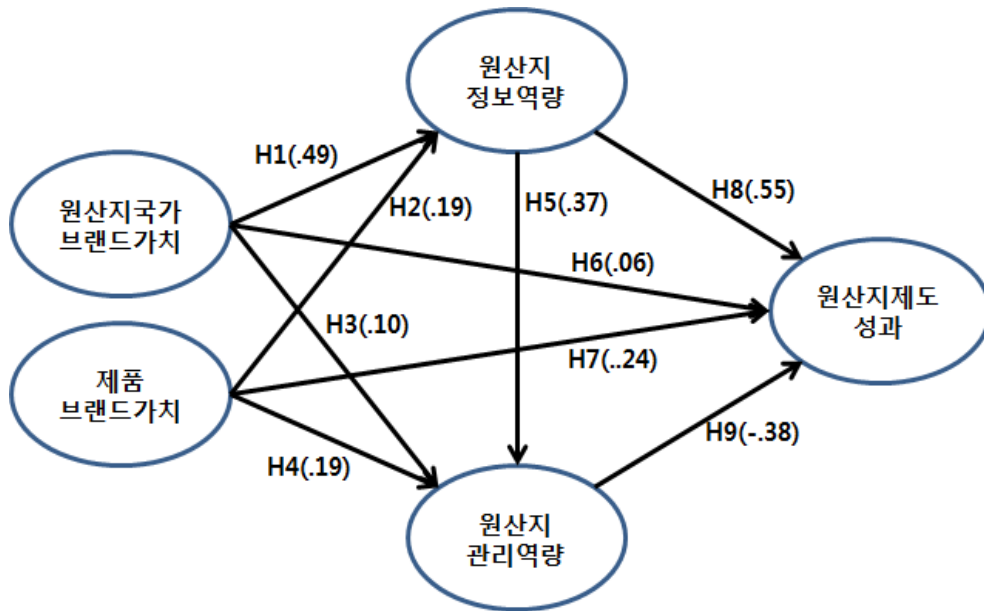 원산지
정보역량
H1(.49)
H2(.19)
H5(.37)
H8(.55)
원산지국가
브랜드가치
H6(.06)
원산지제도
성과
H3(.10)
H7(..24)
제품
브랜드가치
H4(.19)
H9(-.38)
원산지
관리역량